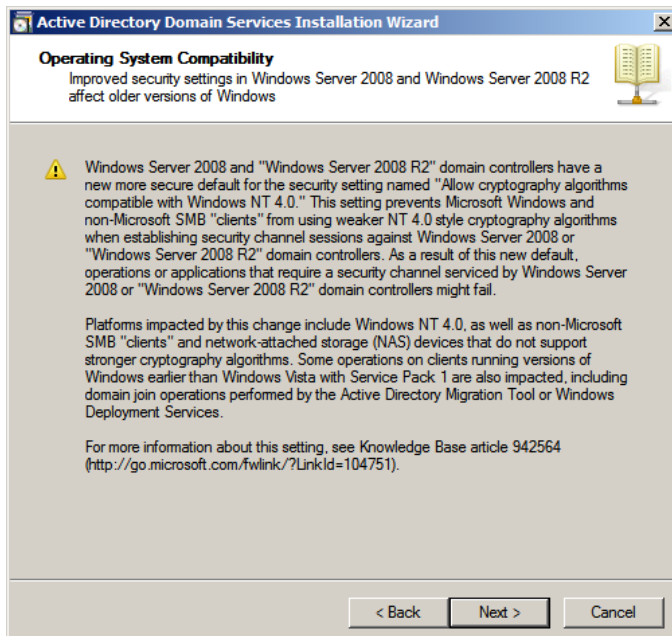 Active Directory Domain Services Installation Wizard
Operating System Compatibility
Improved security settings in Windows Server 2008 and Windows Server 2008 R2
affect older versions of Windows
Windows Server 2008 and "Windows Server 2008 R2" domain controllers have a
new more secure default for the security setting named "Allow cryptography algorithms
compatible with Windows NT 4.0." This setting prevents Microsoft Windows and
non-Microsoft SMB "clients" from using weaker NT 4.0 style cryptography algorithms
when establishing security channel sessions against Windows Server 2008 or
"Windows Server 2008 R2" domain controllers. As a result of this new default,
operations or applications that require a security channel serviced by Windows Server
2008 or "Windows Server 2008 R2" domain controllers might fail.
Platforms impacted by this change include Windows NT 4.0, as well as non-Microsoft
SMB "clients" and network-attached storage (NAS) devices that do not support
stronger cryptography algorithms. Some operations on clients running versions of
Windows earlier than Windows Vista with Service Pack 1 are also impacted, including
domain join operations performed by the Active Directory Migration Tool or Windows
Deployment Services.
For more information about this setting, see Knowledge Base article 942564
(http://go.microsoft.com/fwlink/?LinkId=104751).
< Back Next > Cancel